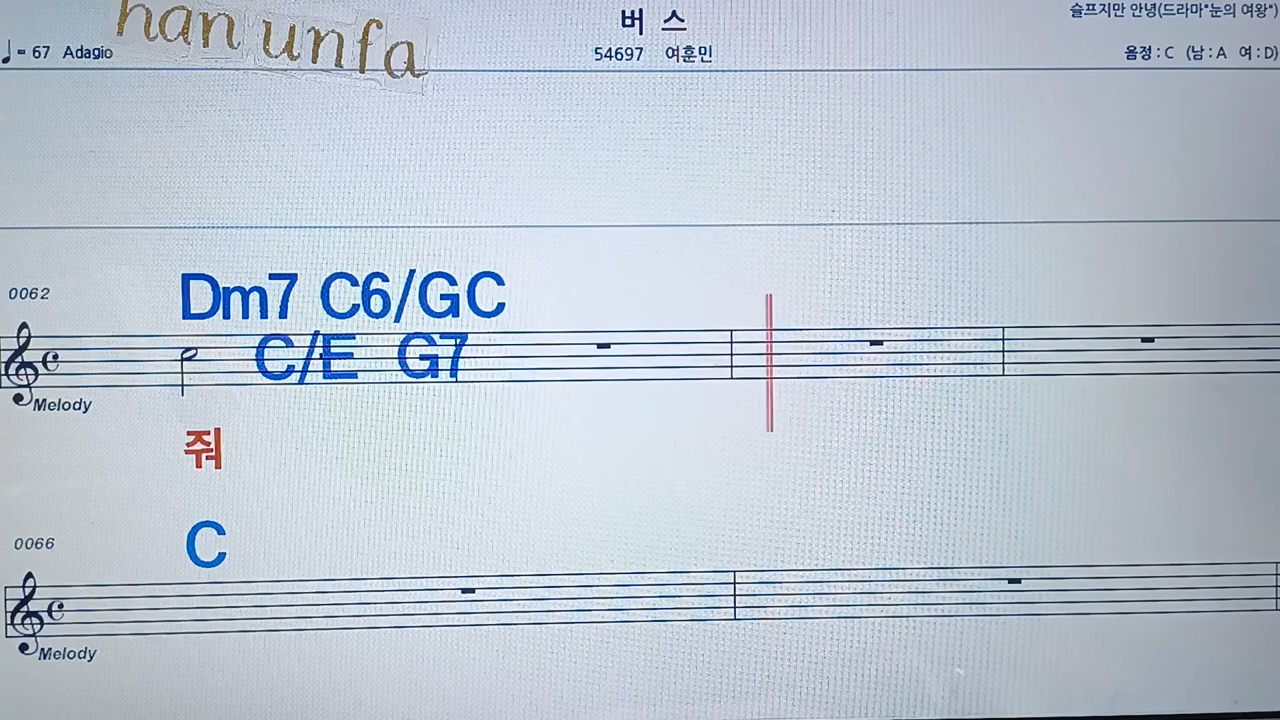 han unfa
버 스
슬프지만 안녕(드라마"눈의 여왕")
♩= 67 Adagio
54697 여훈민
음정 : C (남 : A 여 : D)
0062
Dm7 C6/GC
C/E G7
Melody
줘
0066
C
Melody